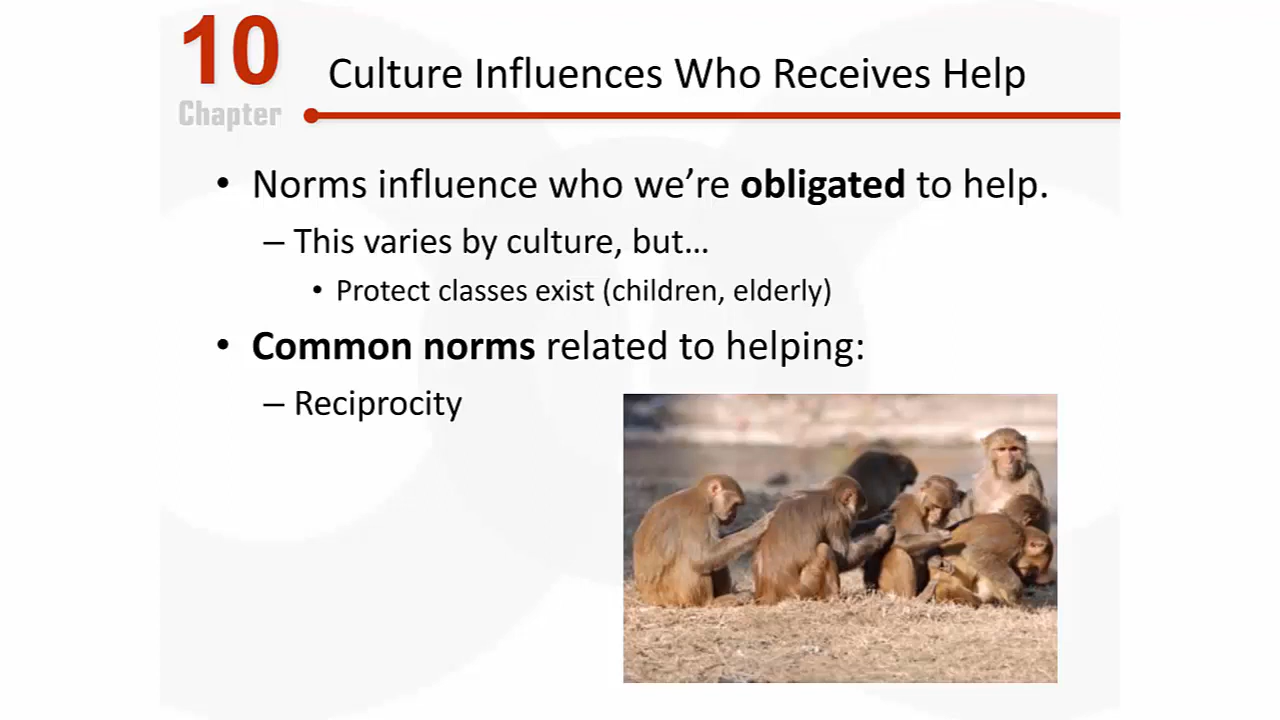 10
Chapter
Culture Influences Who Receives Help
• Norms influence who we’re obligated to help.
– This varies by culture, but…
• Protect classes exist (children, elderly)
• Common norms related to helping:
– Reciprocity